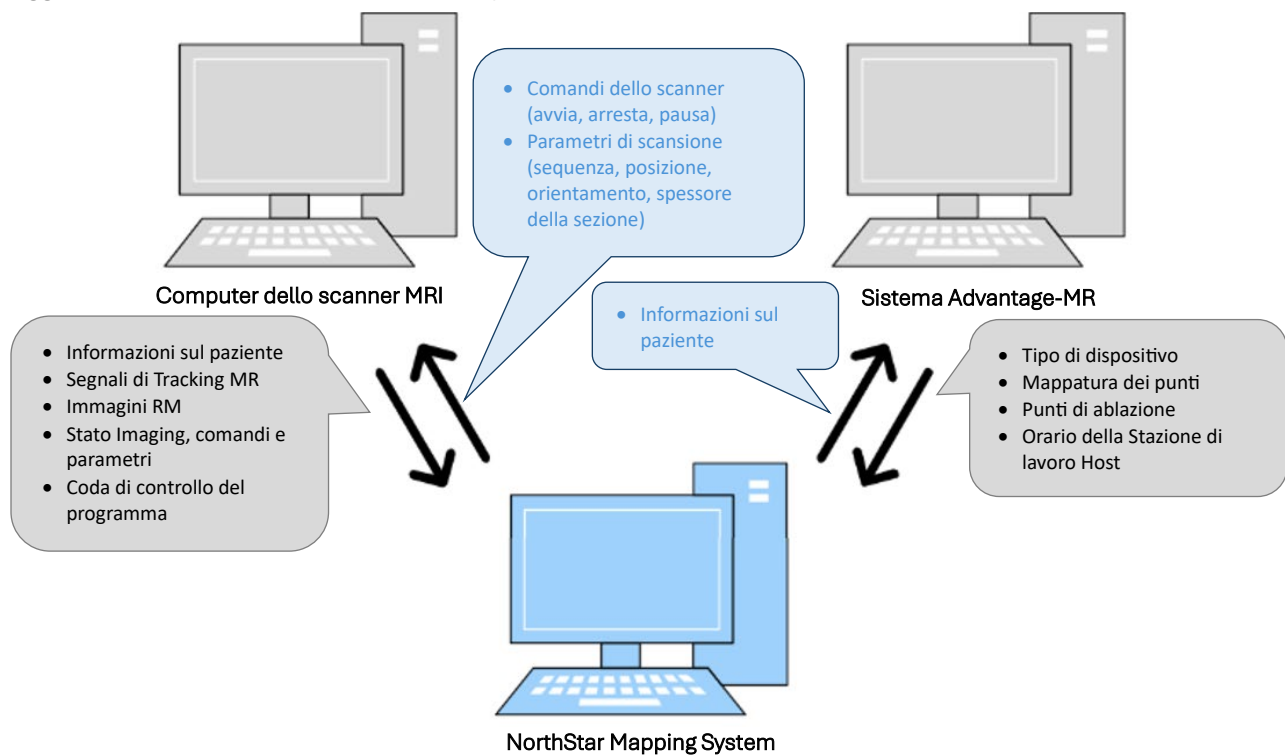 • Comandi dello scanner
(avvia, arresta, pausa)
• Parametri di scansione
(sequenza, posizione,
orientamento, spessore
della sezione)
Computer dello scanner MRI
Sistema Advantage-MR
• Informazioni sul
paziente
• Informazioni sul paziente
• Segnali di Tracking MR
• Immagini RM
• Stato Imaging, comandi e
parametri
• Coda di controllo del
programma
• Tipo di dispositivo
• Mappatura dei punti
• Punti di ablazione
• Orario della Stazione di
lavoro Host
NorthStar Mapping System